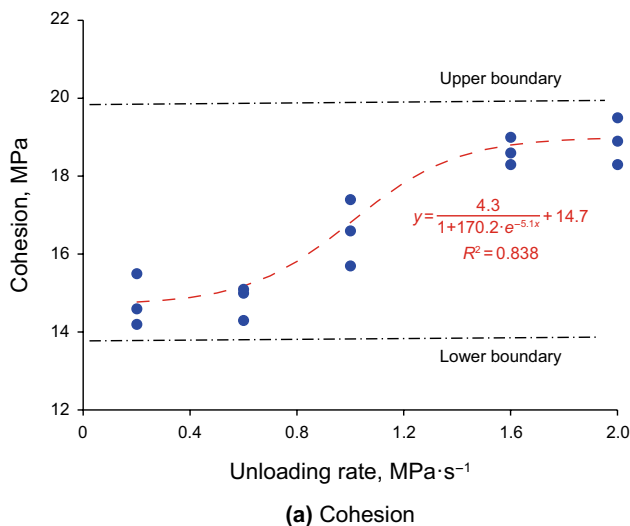 22
20
18
16
14
12
Cohesion, MPa
Upper boundary
y = 4.3 / (1+170.2·e^{−5.1x}) + 14.7
R² = 0.838
Lower boundary
0 0.4 0.8 1.2 1.6 2.0
Unloading rate, MPa·s⁻¹
(a) Cohesion